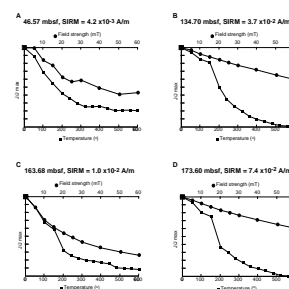 A
46.57 mbsf, SIRM = 4.2 x10-3 A/m
Field strength (mT)
0 10 20 30 40 50 60
J/J max
0 100 200 300 400 500 600
Temperature (º)
B
134.70 mbsf, SIRM = 3.7 x10-2 A/m
Field strength (mT)
10 20 30 40 50 60
J/J max
0 100 200 300 400 500
Temperature (º)
C
163.68 mbsf, SIRM = 1.0 x10-2 A/m
Field strength (mT)
0 10 20 30 40 50 60
J/J max
0 100 200 300 400 500 600
Temperature (º)
D
173.60 mbsf, SIRM = 7.4 x10-2 A/m
Field strength (mT)
10 20 30 40 50 60
J/J max
0 100 200 300 400 500
Temperature (º)